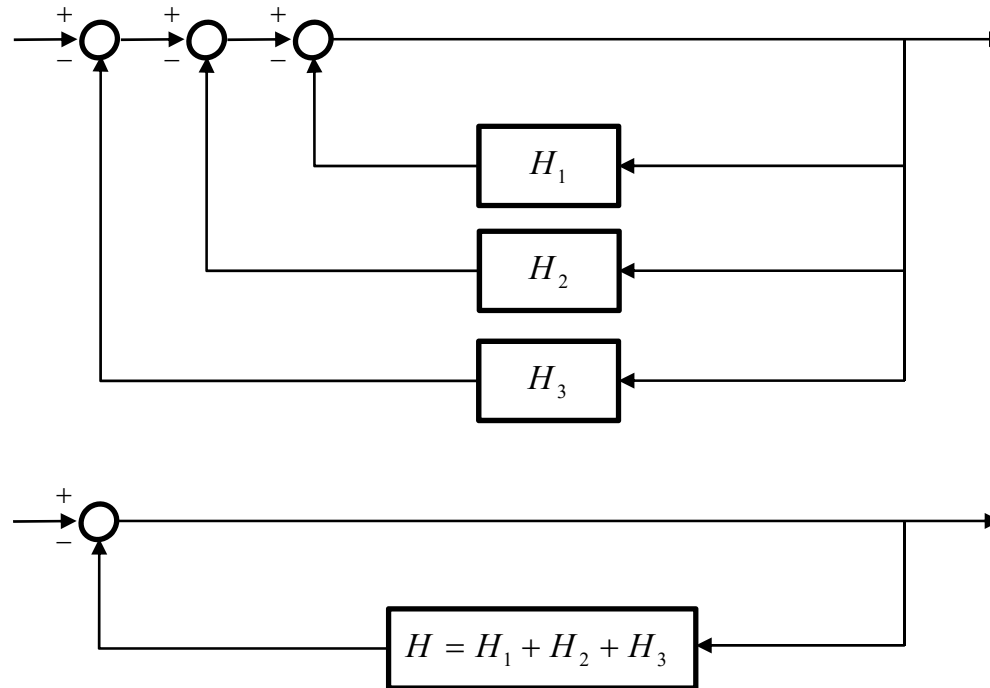 + + +
− − −
H₁
H₂
H₃
+
−
H = H₁ + H₂ + H₃